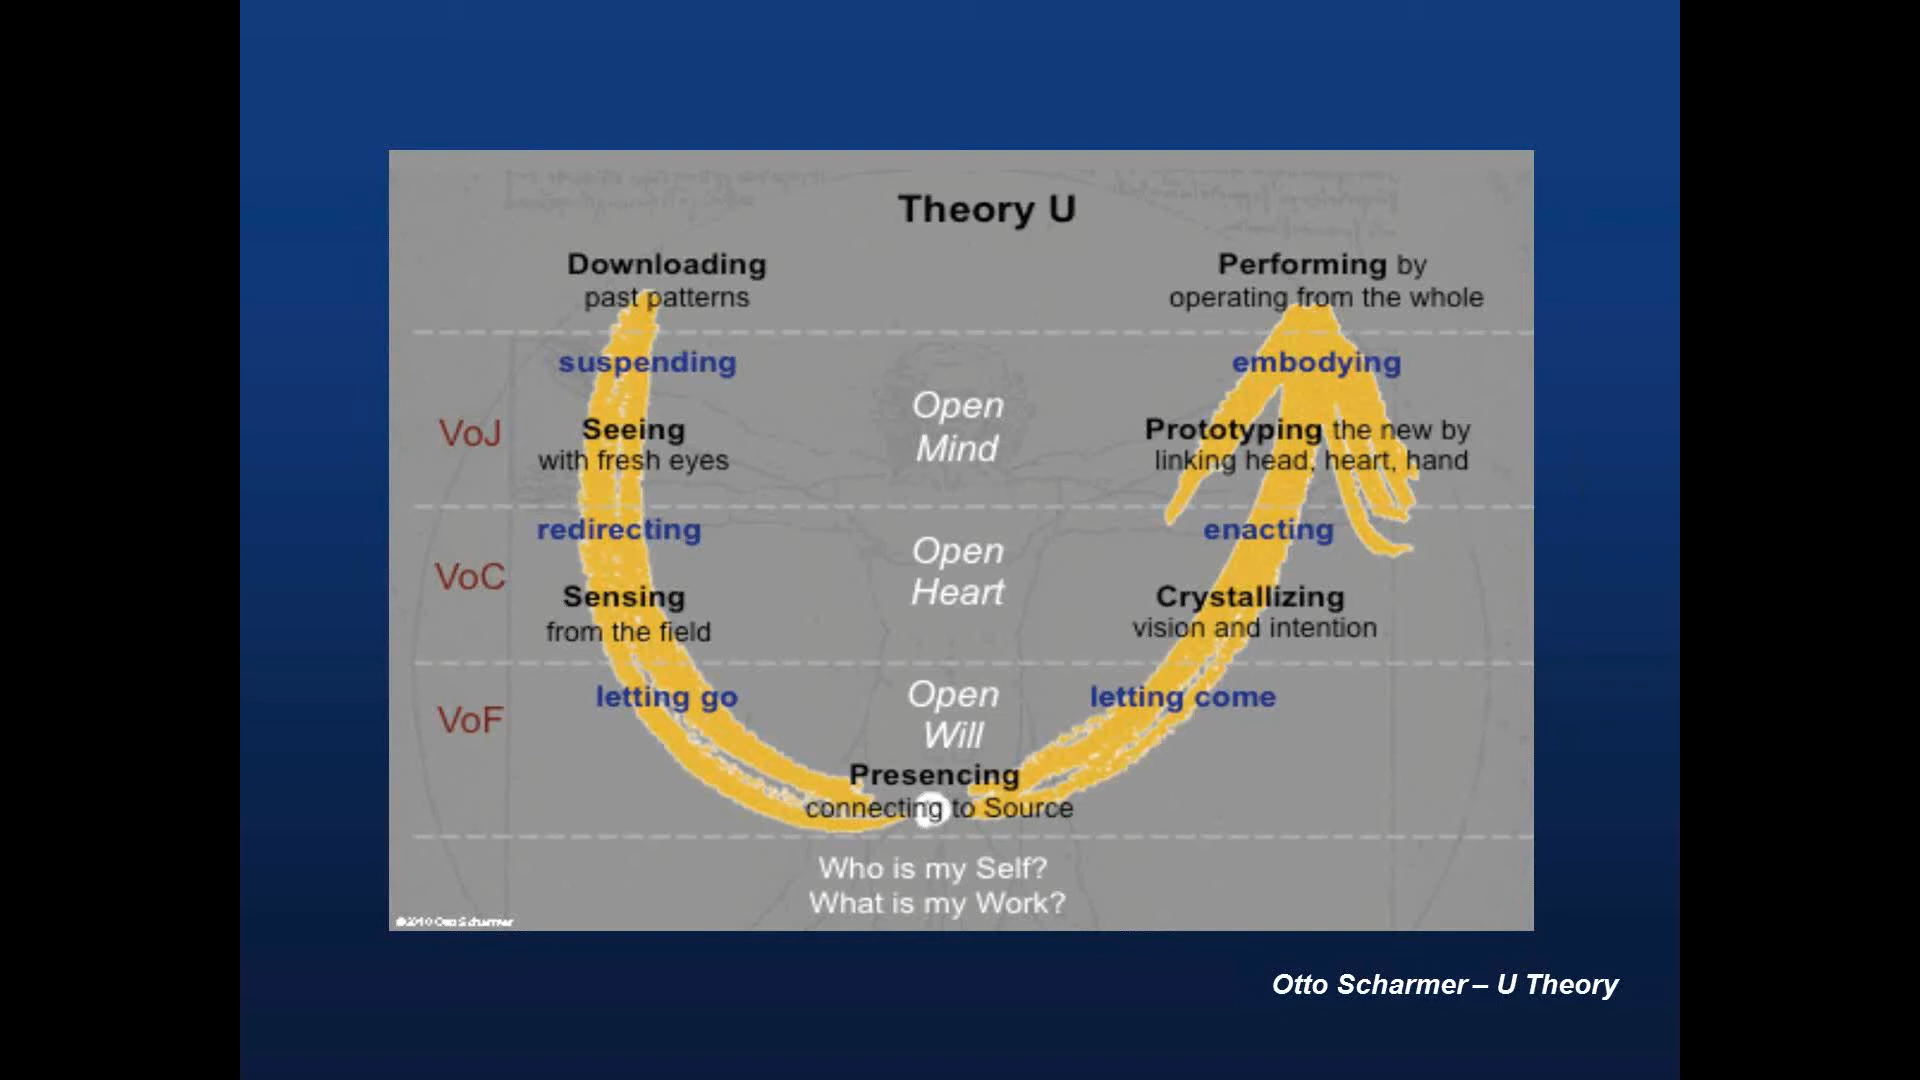 Theory U
Downloading
past patterns
Performing by
operating from the whole
suspending
embodying
VoJ
Seeing
with fresh eyes
Open
Mind
Prototyping the new by
linking head, heart, hand
redirecting
enacting
VoC
Sensing
from the field
Open
Heart
Crystallizing
vision and intention
letting go
letting come
VoF
Open
Will
Presencing
connecting to Source
Who is my Self?
What is my Work?
©2010 Otto Scharmer
Otto Scharmer – U Theory